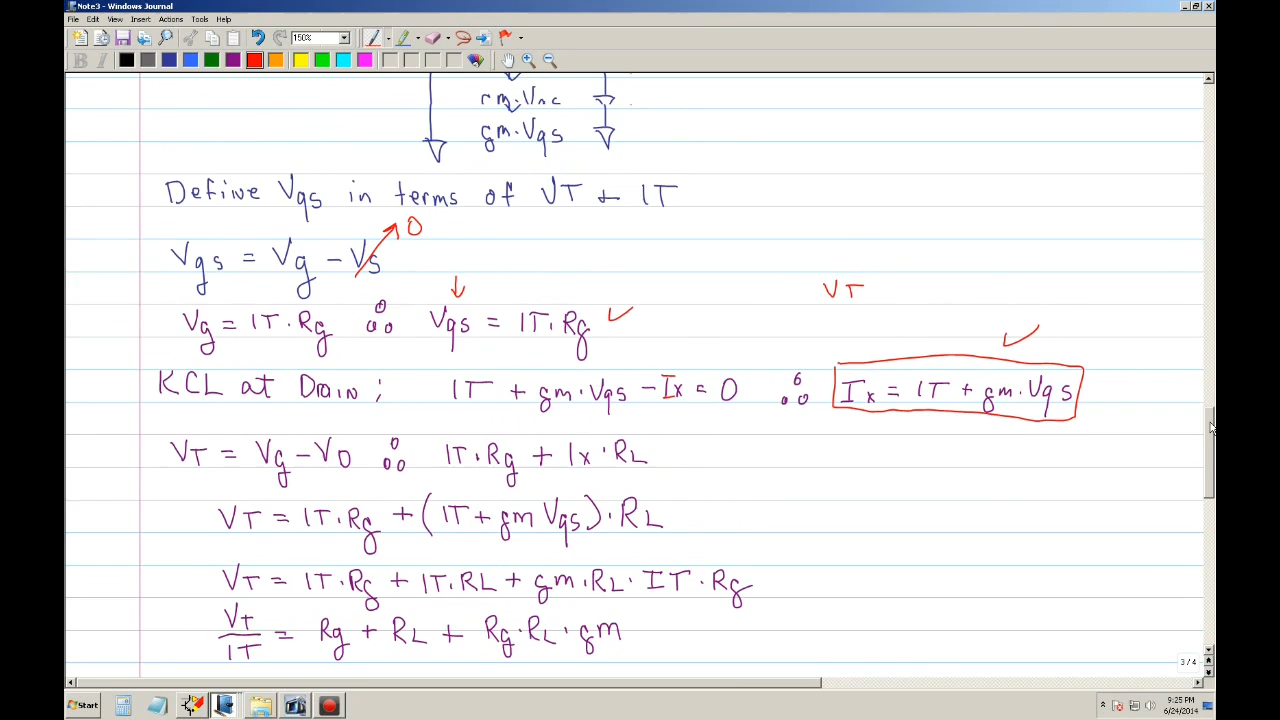 Note3 - Windows Journal
File Edit View Insert Actions Tools Help
150%
gm.Vgs
Define Vgs in terms of VT + IT
Vgs = Vg - Vs 0
VT
Vg = IT.Rg ∴ Vgs = IT.Rg ✓
KCL at Drain; IT + gm.Vgs - Ix = 0 ∴ Ix = IT + gm.Vgs ✓
VT = Vg - VO ∴ IT.Rg + Ix.RL
VT = IT.Rg + (IT + gm Vgs).RL
VT = IT.Rg + IT.RL + gm.RL.IT.Rg
Vt/IT = Rg + RL + Rg.RL.gm
3 / 4
Start
9:25 PM
6/24/2014